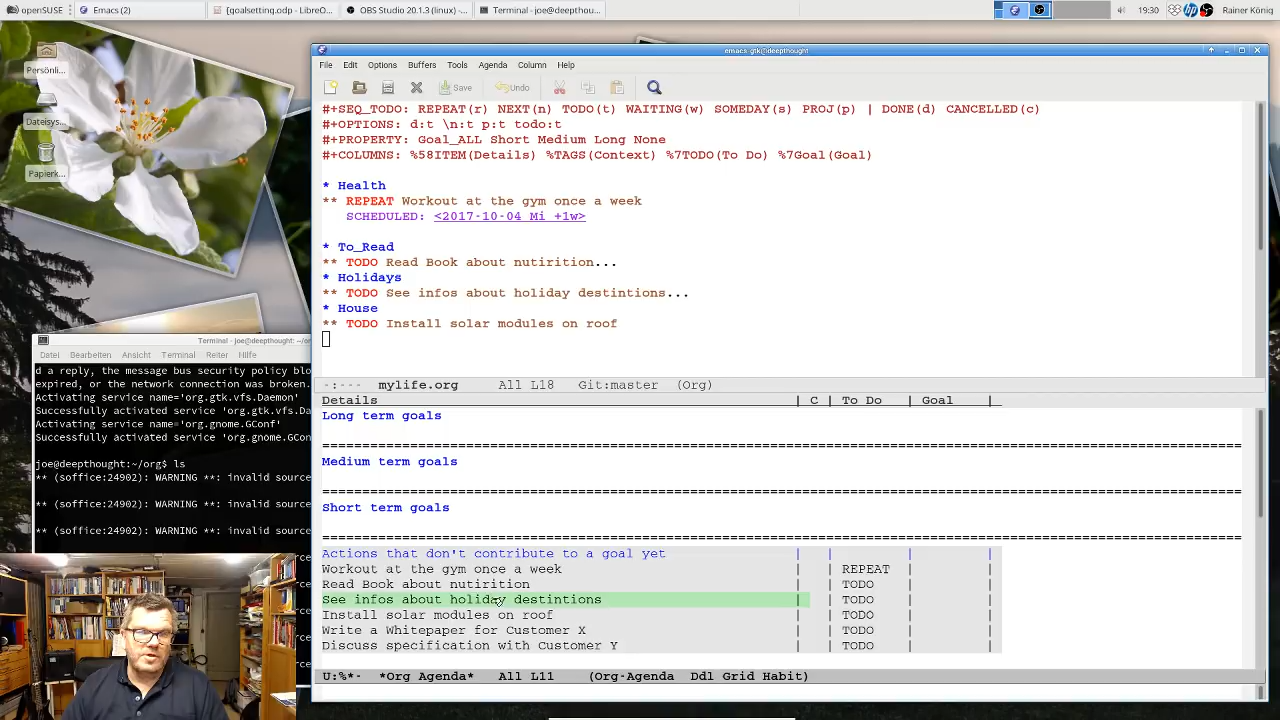 openSUSE
Emacs (2)
{goalsetting.odp - LibreO...
OBS Studio 20.1.3 (linux) -...
Terminal - joe@deepthou...
19:30
Rainer König
Persönli...
Dateisys...
Papierk...
emacs-gtk@deepthought
File Edit Options Buffers Tools Agenda Column Help
Save
Undo
#+SEQ_TODO: REPEAT(r) NEXT(n) TODO(t) WAITING(w) SOMEDAY(s) PROJ(p) | DONE(d) CANCELLED(c)
#+OPTIONS: d:t \n:t p:t todo:t
#+PROPERTY: Goal_ALL Short Medium Long None
#+COLUMNS: %58ITEM(Details) %TAGS(Context) %7TODO(To Do) %7Goal(Goal)
* Health
** REPEAT Workout at the gym once a week
SCHEDULED: <2017-10-04 Mi +1w>
* To_Read
** TODO Read Book about nutirition...
* Holidays
** TODO See infos about holiday destintions...
* House
** TODO Install solar modules on roof
-:--- mylife.org All L18 Git:master (Org)
Details | C | To Do | Goal |
Long term goals
Medium term goals
Short term goals
Actions that don't contribute to a goal yet | | | |
Workout at the gym once a week | | REPEAT | |
Read Book about nutirition | | TODO | |
See infos about holiday destintions | | TODO | |
Install solar modules on roof | | TODO | |
Write a Whitepaper for Customer X | | TODO | |
Discuss specification with Customer Y | | TODO | |
U:%*- *Org Agenda* All L11 (Org-Agenda Ddl Grid Habit)
Terminal - joe@deepthought: ~/o
Datei Bearbeiten Ansicht Terminal Reiter Hilfe
d a reply, the message bus security policy blo
expired, or the network connection was broken.
Activating service name='org.gtk.vfs.Daemon'
Successfully activated service 'org.gtk.vfs.Da
Activating service name='org.gnome.GConf'
Successfully activated service 'org.gnome.GCon
joe@deepthought:~/org$ ls
** (soffice:24902): WARNING **: invalid source
** (soffice:24902): WARNING **: invalid source
** (soffice:24902): WARNING **: invalid source